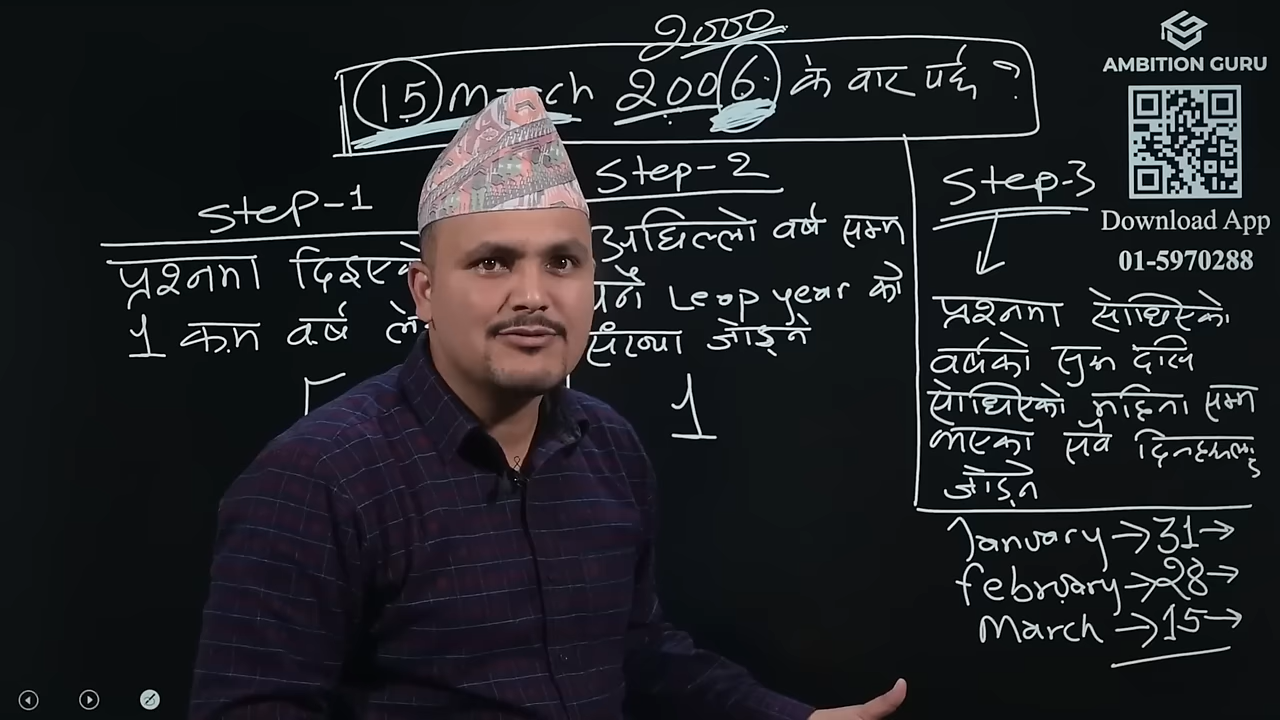 2000
15 March 2006 के वार पर्छ ?
AMBITION GURU
Download App
01-5970288
Step-1
प्रश्नमा दिइएको
1 कम वर्ष
5
Step-2
अघिल्लो वर्ष सम्म
Leap year को
संख्या जोड्ने
1
Step-3
प्रश्नमा सोधिएको
वर्षको सुरु देखि
सोधिएको महिना सम्म
भएका सबै
जोड्ने
January → 31 →
february → 28 →
March → 15 →